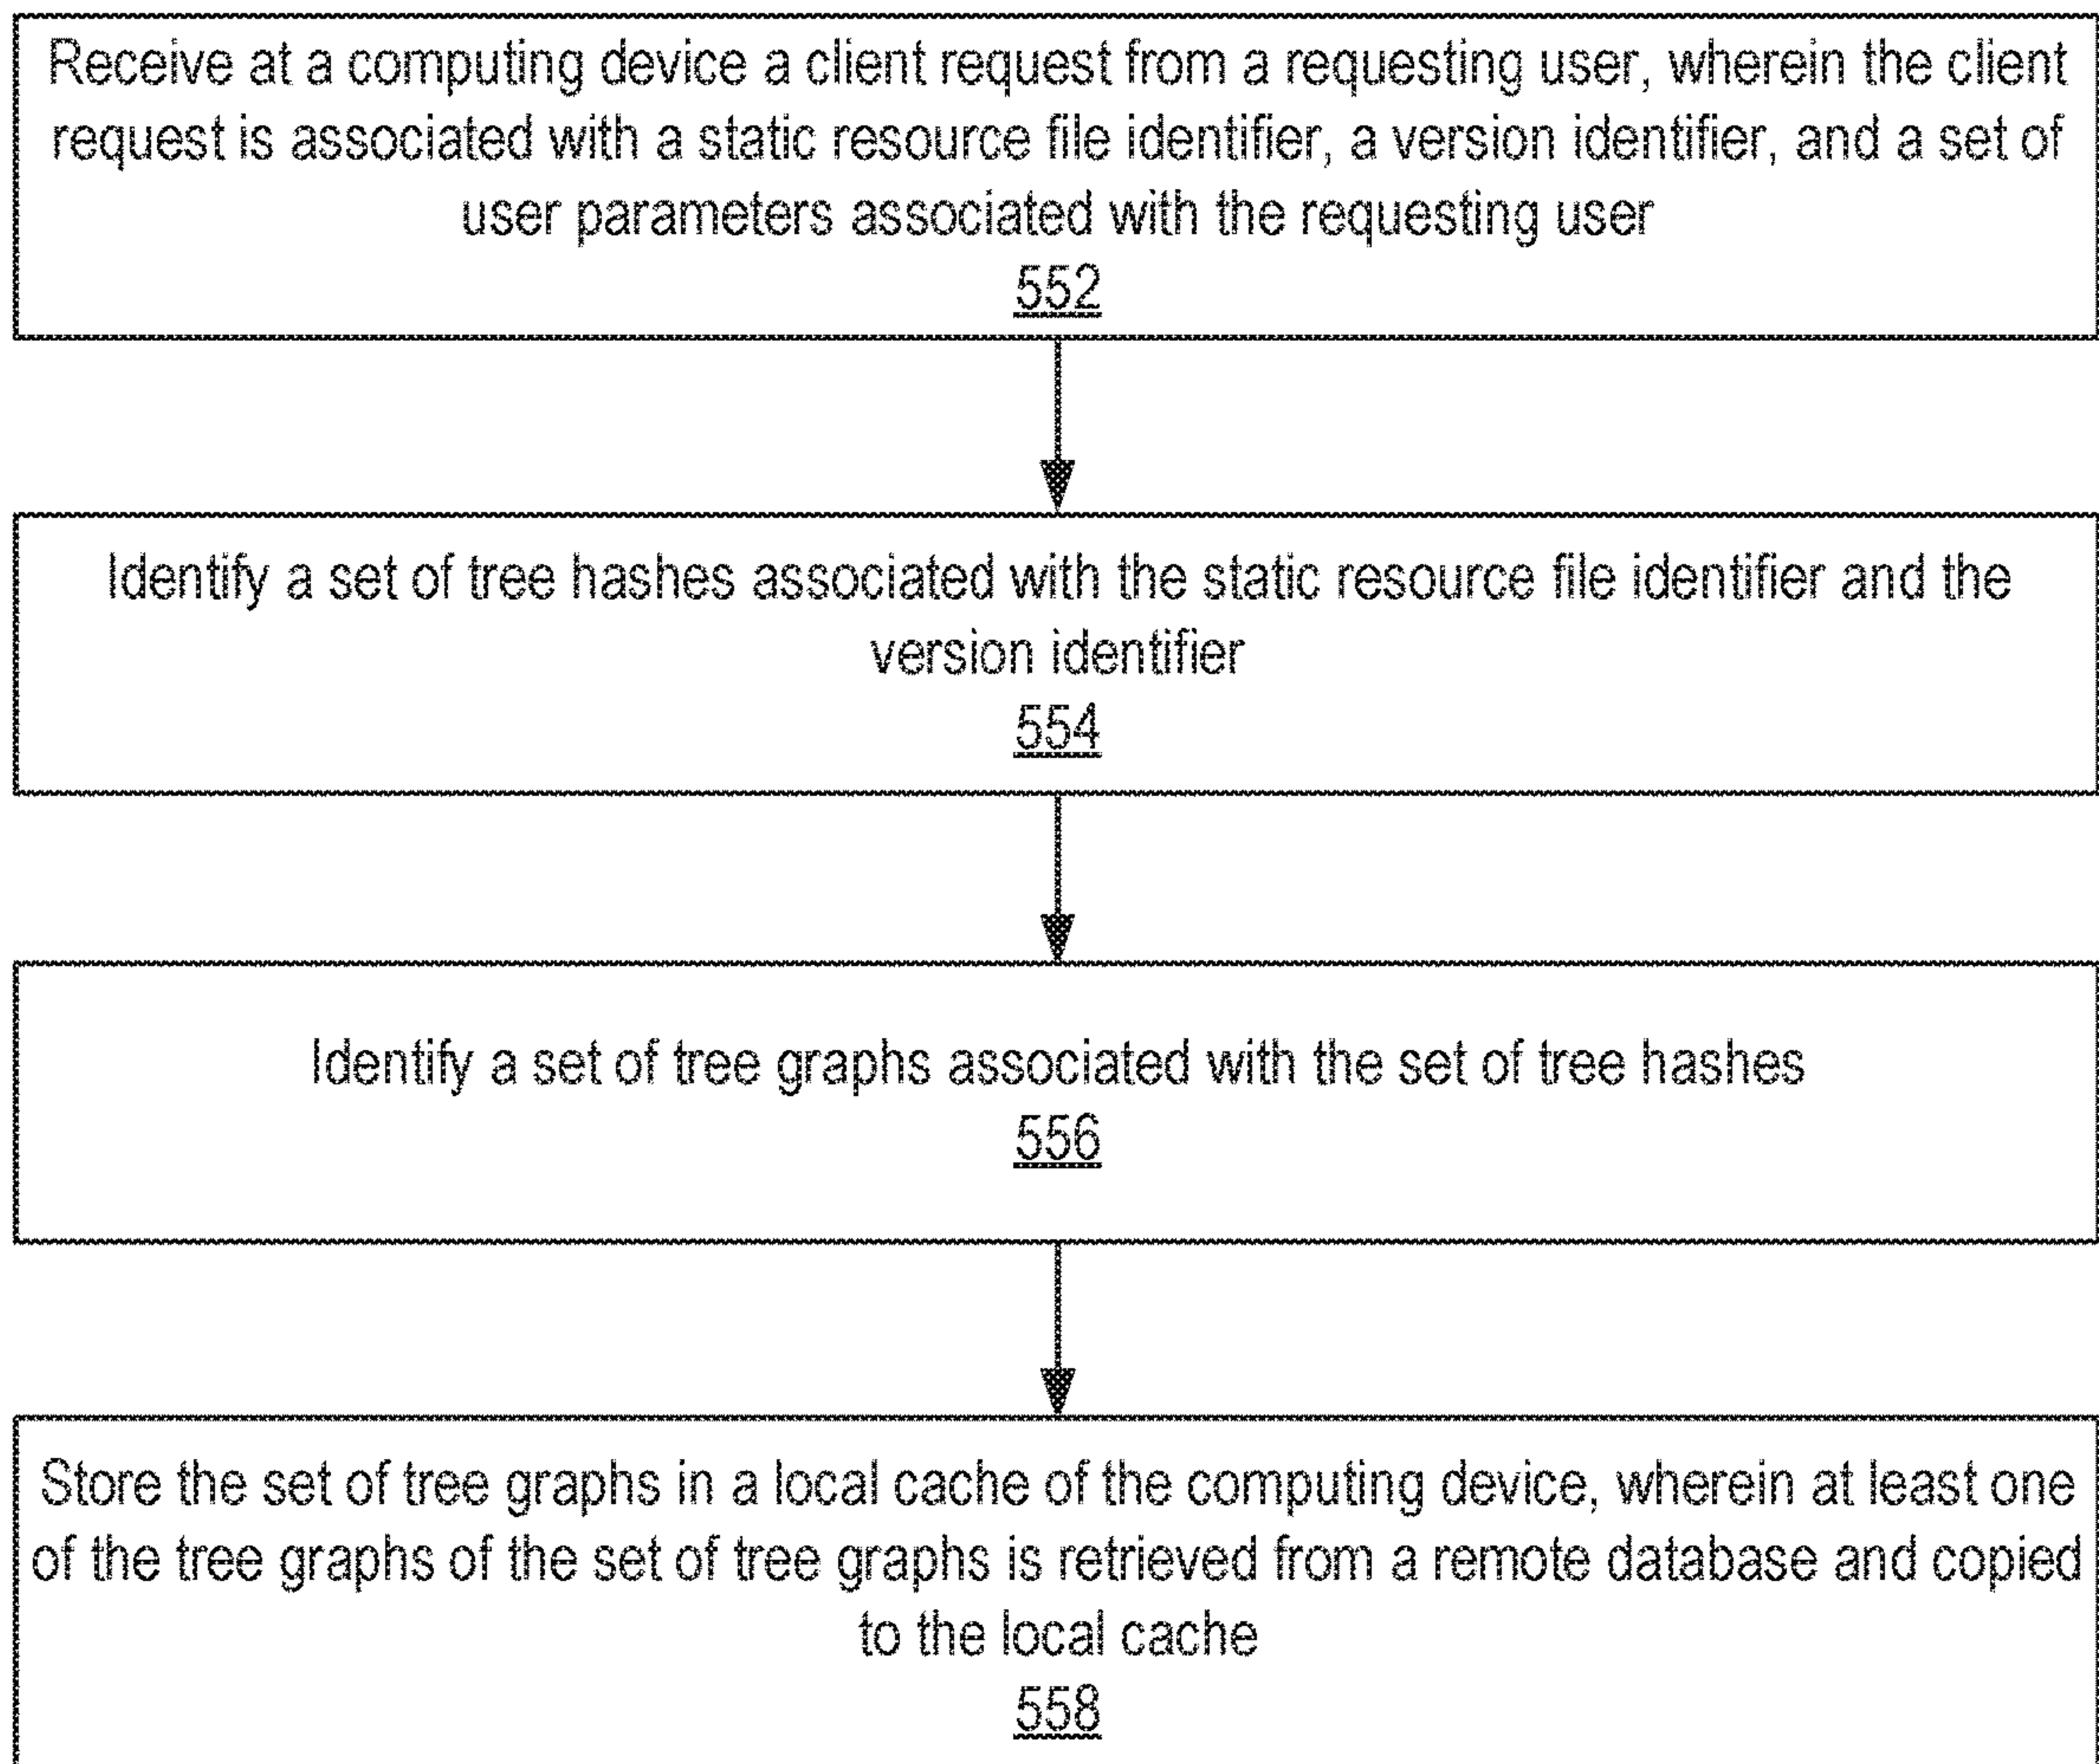 Receive at a computing device a client request from a requesting user, wherein the client
request is associated with a static resource file identifier, a version identifier, and a set of
user parameters associated with the requesting user
552
Identify a set of tree hashes associated with the static resource file identifier and the
version identifier
554
Identify a set of tree graphs associated with the set of tree hashes
556
Store the set of tree graphs in a local cache of the computing device, wherein at least one
of the tree graphs of the set of tree graphs is retrieved from a remote database and copied
to the local cache
558